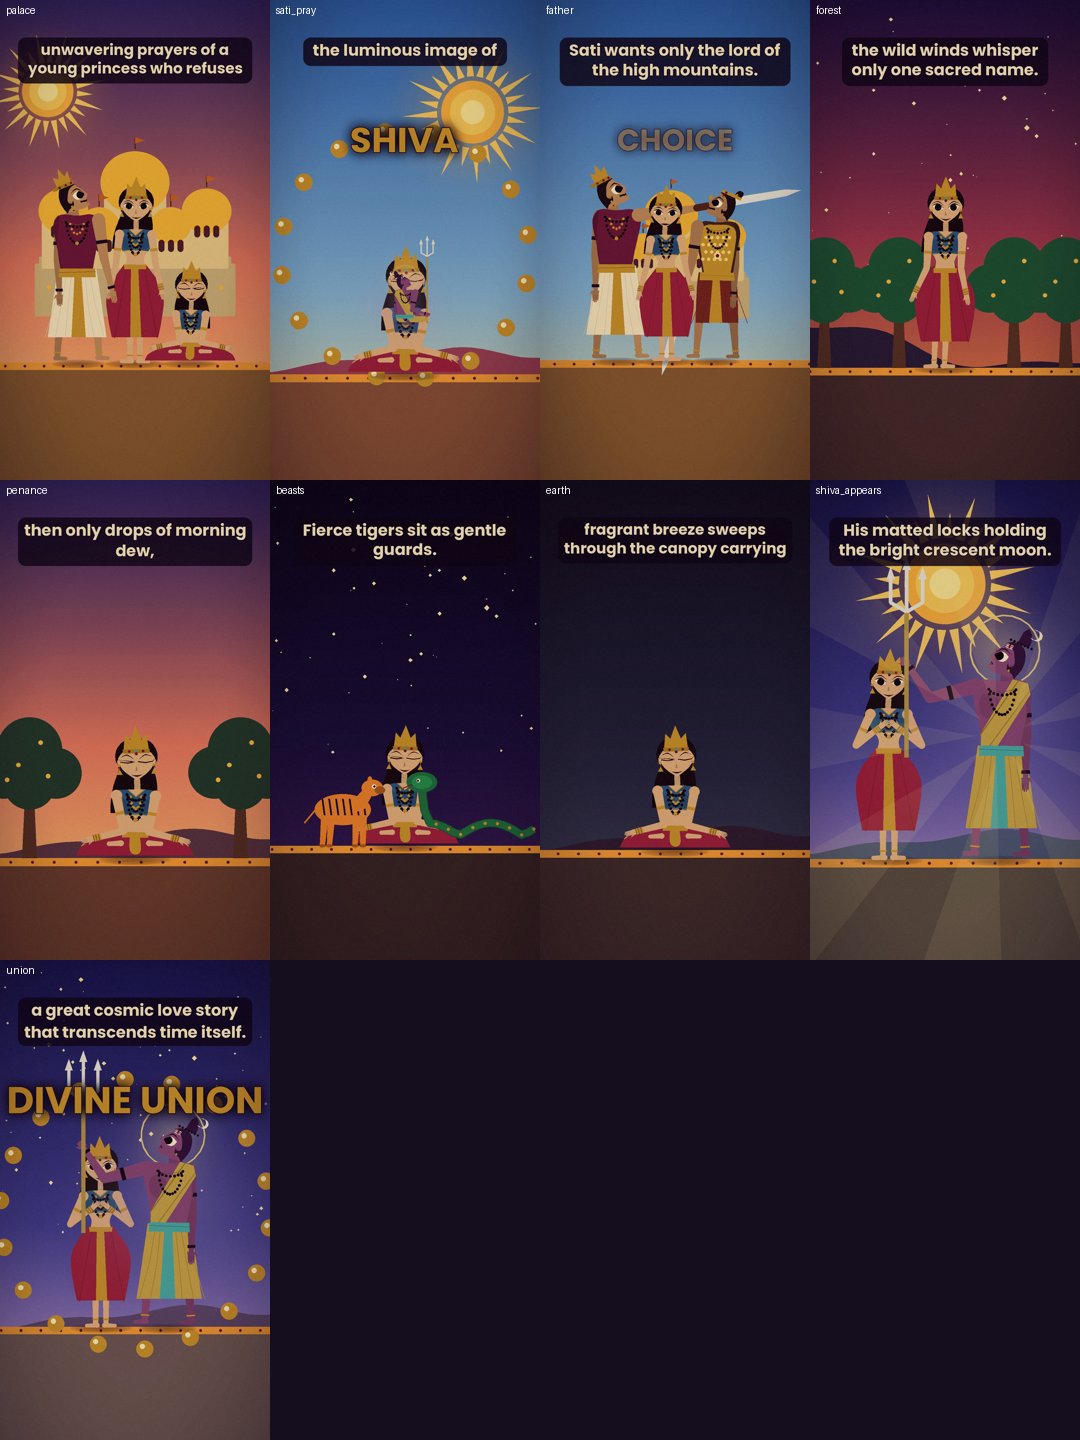 palace
unwavering prayers of a
young princess who refuses
sati_pray
the luminous image of
SHIVA
father
Sati wants only the lord of
the high mountains.
CHOICE
forest
the wild winds whisper
only one sacred name.
penance
then only drops of morning
dew,
beasts
Fierce tigers sit as gentle
guards.
earth
fragrant breeze sweeps
through the canopy carrying
shiva_appears
His matted locks holding
the bright crescent moon.
union
a great cosmic love story
that transcends time itself.
DIVINE UNION